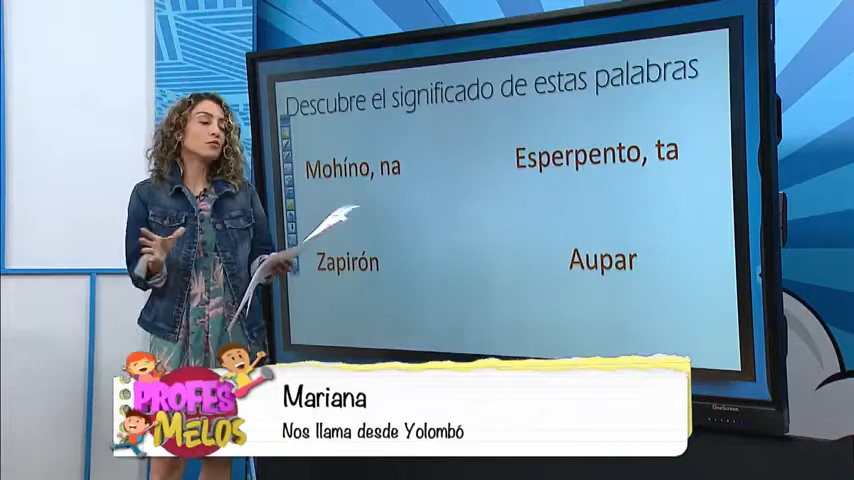 Descubre el significado de estas palabras
Mohíno, na
Esperpento, ta
Zapirón
Aupar
PROFES
MELOS
Mariana
Nos llama desde Yolombó
OneScreen